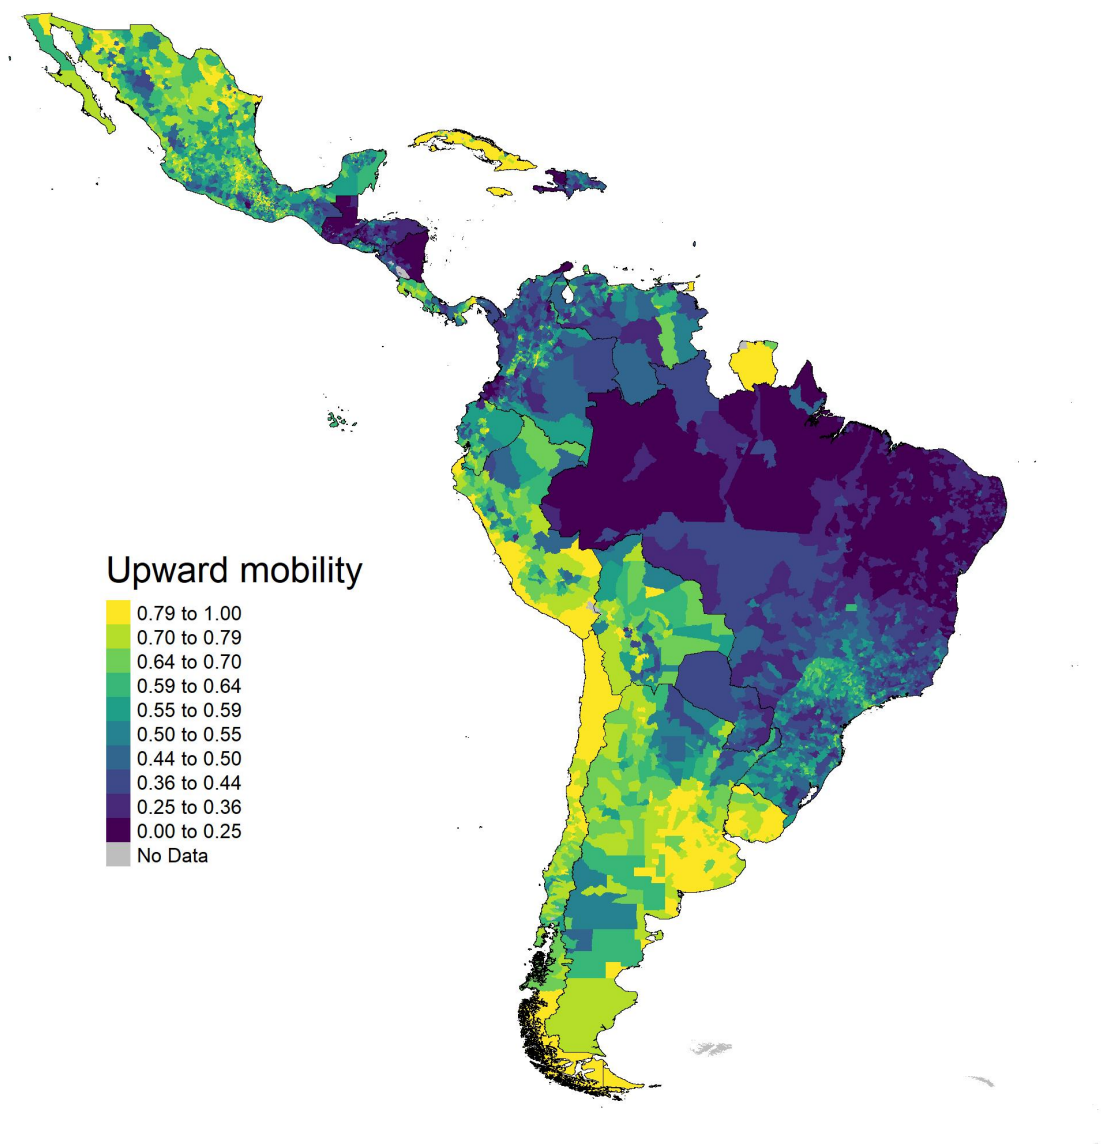 Upward mobility
0.79 to 1.00
0.70 to 0.79
0.64 to 0.70
0.59 to 0.64
0.55 to 0.59
0.50 to 0.55
0.44 to 0.50
0.36 to 0.44
0.25 to 0.36
0.00 to 0.25
No Data